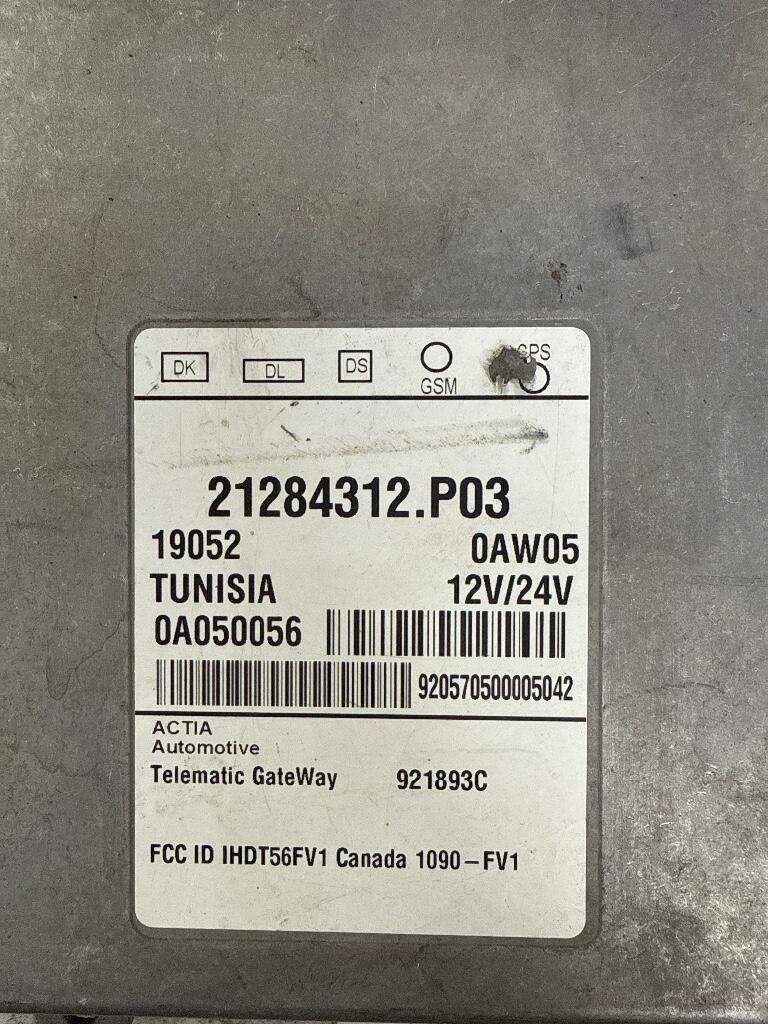 DK DL DS GSM GPS
21284312.P03
19052 0AW05
TUNISIA 12V/24V
0A050056
920570500005042
ACTIA
Automotive
Telematic GateWay 921893C
FCC ID IHDT56FV1 Canada 1090-FV1